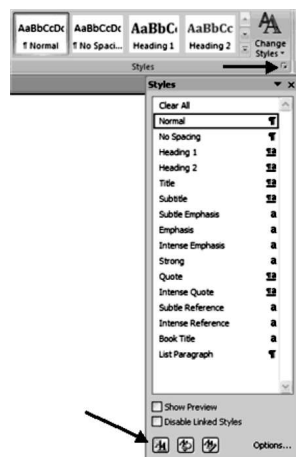 AaBbCcDc AaBbCcDc AaBbC AaBbCc
¶ Normal ¶ No Spaci... Heading 1 Heading 2 Change Styles
Styles
Styles
Clear All
Normal ¶
No Spacing ¶
Heading 1 ¶a
Heading 2 ¶a
Title ¶a
Subtitle ¶a
Subtle Emphasis a
Emphasis a
Intense Emphasis a
Strong a
Quote ¶a
Intense Quote ¶a
Subtle Reference a
Intense Reference a
Book Title a
List Paragraph ¶
Show Preview
Disable Linked Styles
Options...